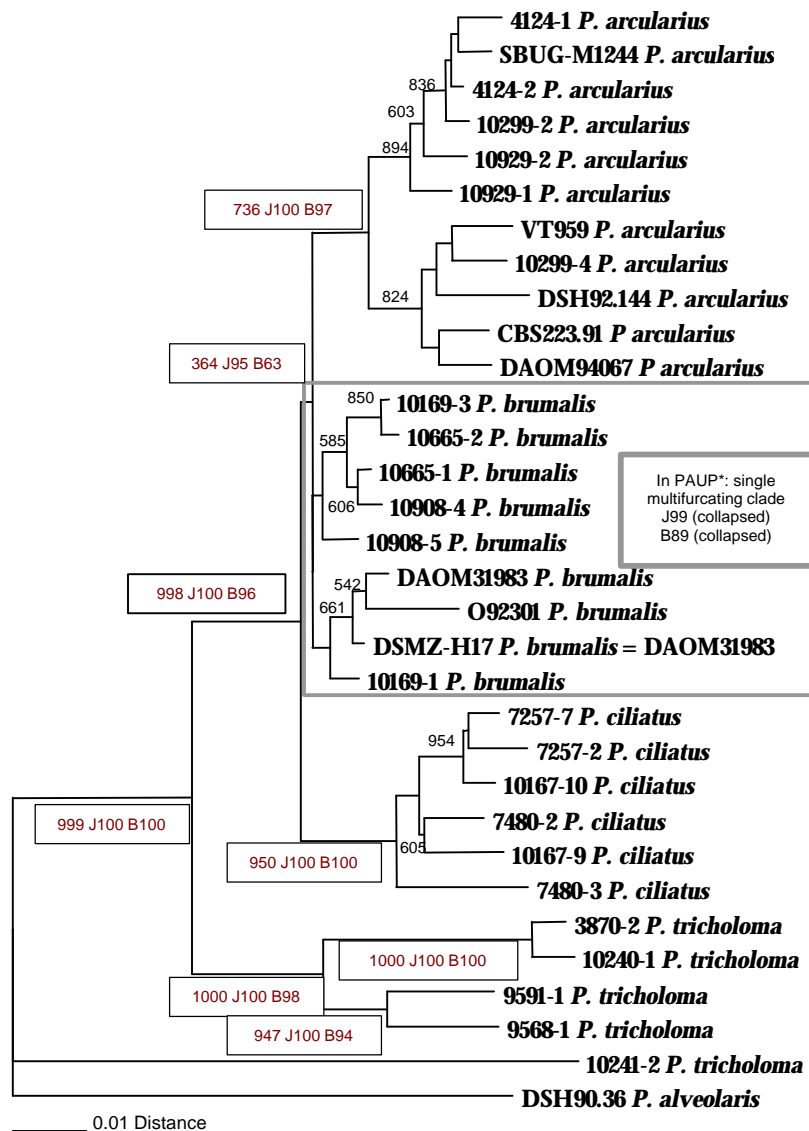 4124-1 P. arcularius
SBUG-M1244 P. arcularius
836
4124-2 P. arcularius
603
10299-2 P. arcularius
894
10929-2 P. arcularius
10929-1 P. arcularius
736 J100 B97
VT959 P. arcularius
10299-4 P. arcularius
824
DSH92.144 P. arcularius
CBS223.91 P arcularius
364 J95 B63
DAOM94067 P arcularius
850
10169-3 P. brumalis
585
10665-2 P. brumalis
10665-1 P. brumalis
606
10908-4 P. brumalis
In PAUP*: single
multifurcating clade
J99 (collapsed)
B89 (collapsed)
10908-5 P. brumalis
542
DAOM31983 P. brumalis
998 J100 B96
661
O92301 P. brumalis
DSMZ-H17 P. brumalis = DAOM31983
10169-1 P. brumalis
7257-7 P. ciliatus
954
7257-2 P. ciliatus
10167-10 P. ciliatus
999 J100 B100
7480-2 P. ciliatus
605
950 J100 B100
10167-9 P. ciliatus
7480-3 P. ciliatus
3870-2 P. tricholoma
1000 J100 B100
10240-1 P. tricholoma
1000 J100 B98
9591-1 P. tricholoma
947 J100 B94
9568-1 P. tricholoma
10241-2 P. tricholoma
DSH90.36 P. alveolaris
0.01 Distance